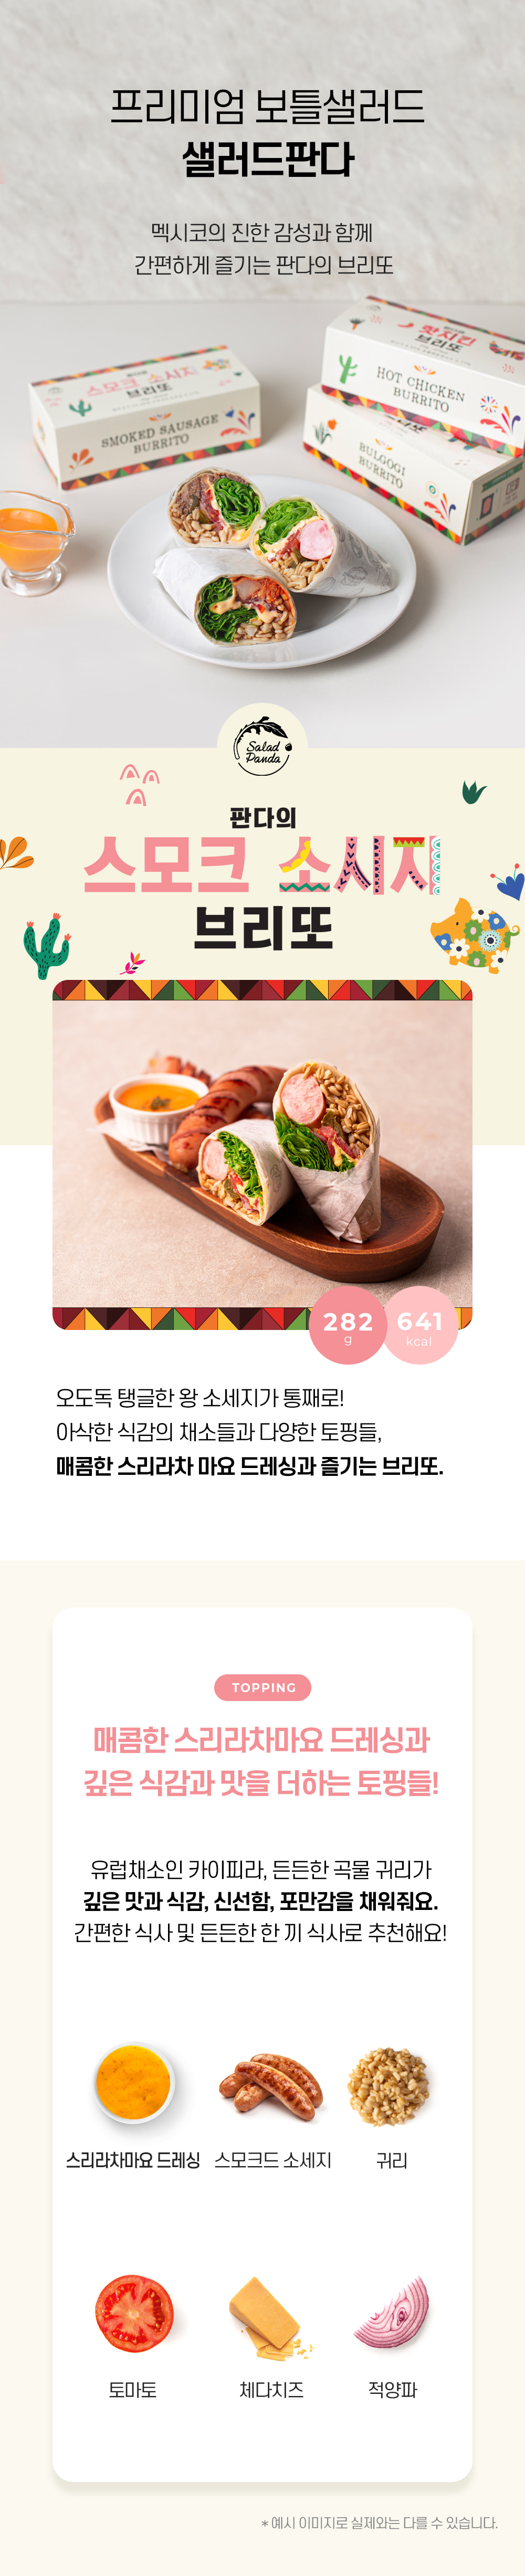 프리미엄 보틀샐러드
샐러드판다
멕시코의 진한 감성과 함께
간편하게 즐기는 판다의 브리또
스모크 소시지
브리또
SMOKED SAUSAGE
BURRITO
핫치킨
브리또
HOT CHICKEN
BURRITO
BULGOGI
BURRITO
Salad
Panda
판다의
스모크 소시지
브리또
282
g
641
kcal
오도독 탱글한 왕 소세지가 통째로!
아삭한 식감의 채소들과 다양한 토핑들,
매콤한 스리라차 마요 드레싱과 즐기는 브리또.
TOPPING
매콤한 스리라차마요 드레싱과
깊은 식감과 맛을 더하는 토핑들!
유럽채소인 카이피라, 든든한 곡물 귀리가
깊은 맛과 식감, 신선함, 포만감을 채워줘요.
간편한 식사 및 든든한 한 끼 식사로 추천해요!
스리라차마요 드레싱
스모크드 소세지
귀리
토마토
체다치즈
적양파
* 예시 이미지로 실제와는 다를 수 있습니다.